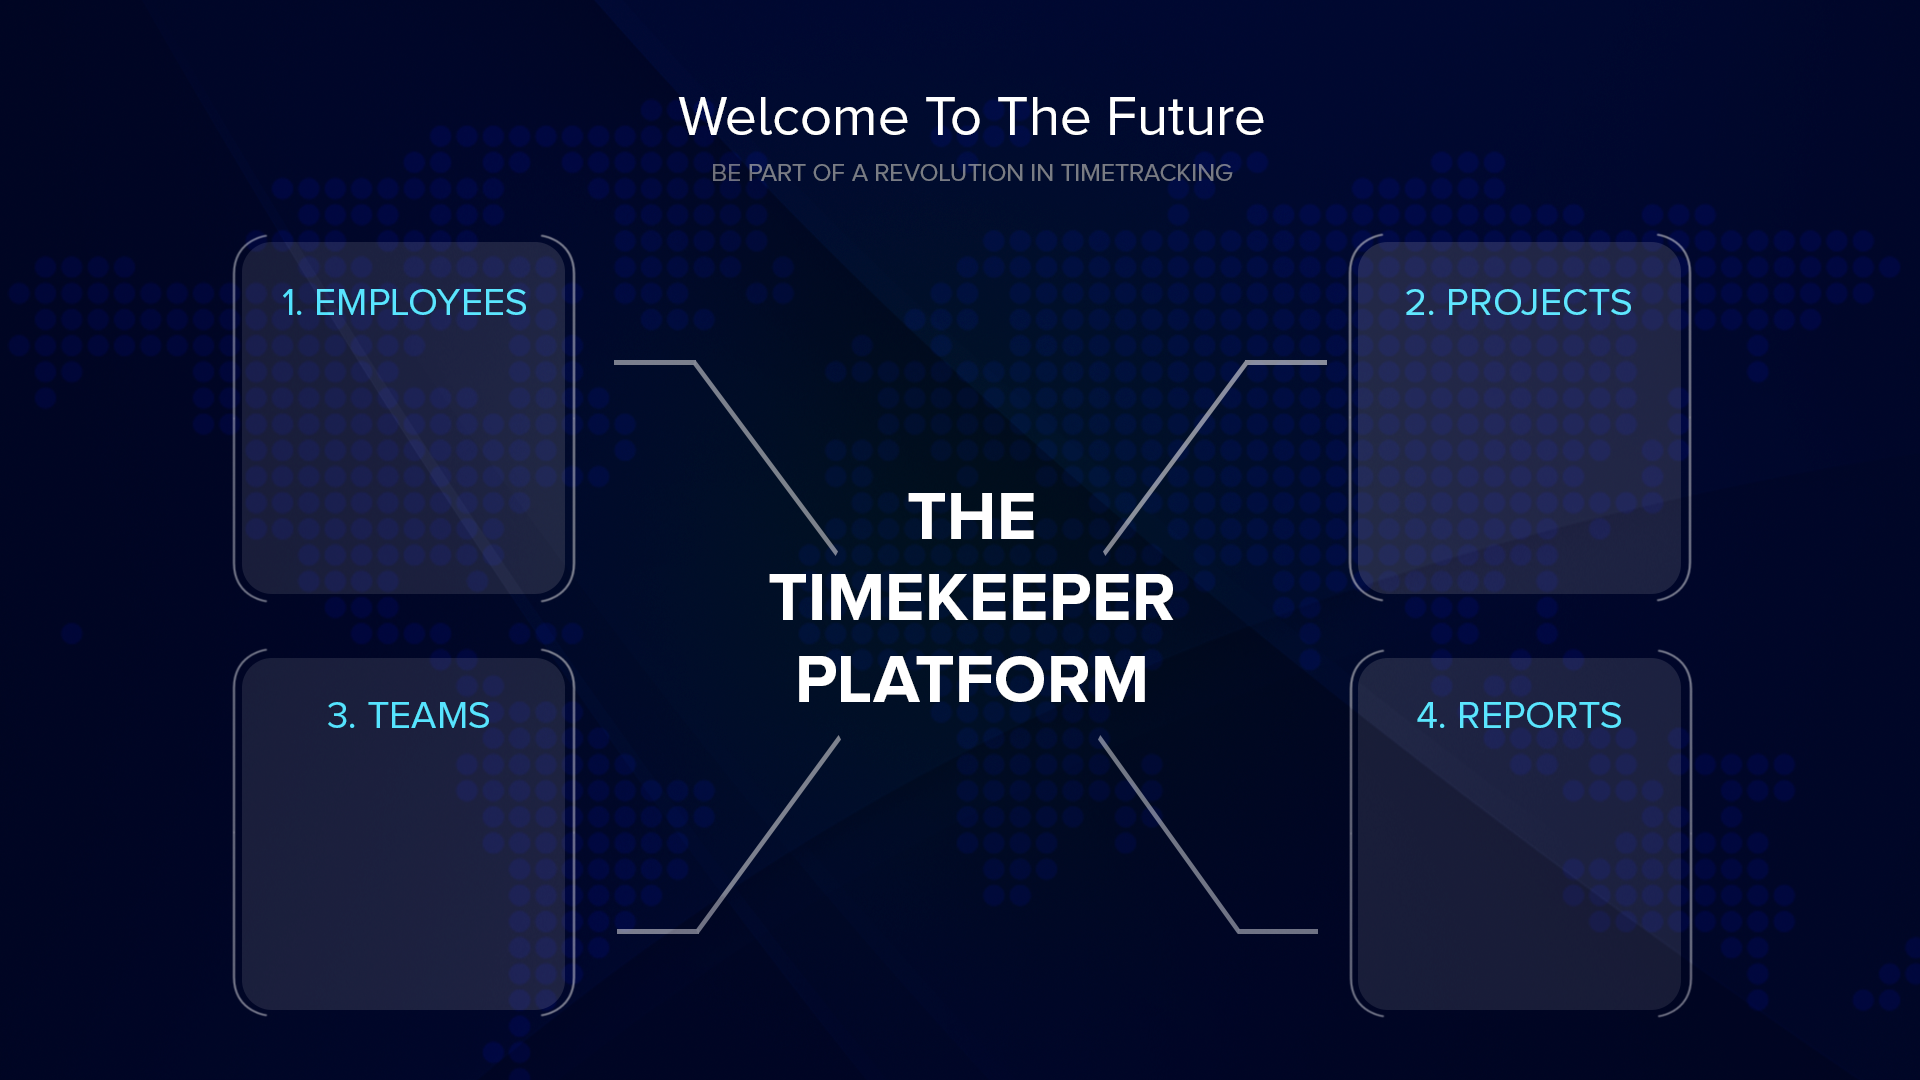 Welcome To The Future
BE PART OF A REVOLUTION IN TIMETRACKING
1. EMPLOYEES
2. PROJECTS
THE
TIMEKEEPER
PLATFORM
3. TEAMS
4. REPORTS